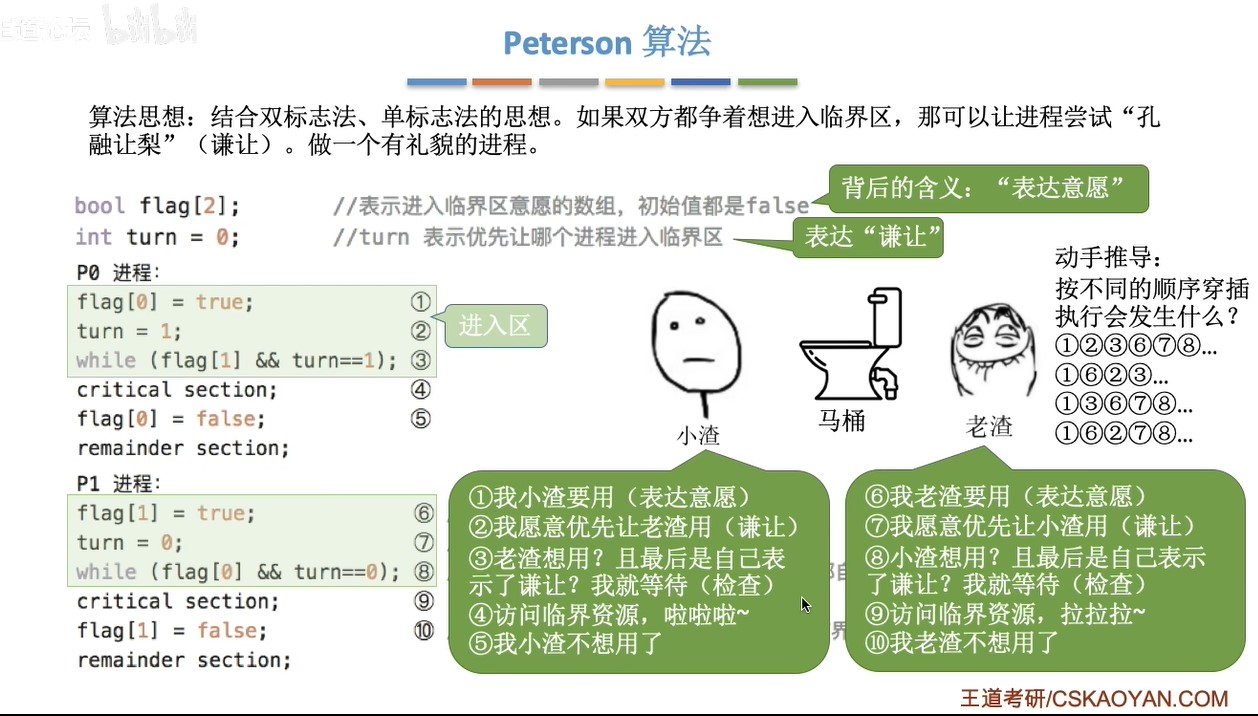 bilibili
Peterson 算法
算法思想：结合双标志法、单标志法的思想。如果双方都争着想进入临界区，那可以让进程尝试“孔
融让梨”（谦让）。做一个有礼貌的进程。
背后的含义：“表达意愿”
bool flag[2]; //表示进入临界区意愿的数组，初始值都是false
int turn = 0; //turn 表示优先让哪个进程进入临界区
表达“谦让”
P0 进程：
flag[0] = true; ①
turn = 1; ②
while (flag[1] && turn==1); ③
critical section; ④
flag[0] = false; ⑤
remainder section;
进入区
P1 进程：
flag[1] = true; ⑥
turn = 0; ⑦
while (flag[0] && turn==0); ⑧
critical section; ⑨
flag[1] = false; ⑩
remainder section;
小渣
马桶
老渣
动手推导：
按不同的顺序穿插
执行会发生什么？
①②③⑥⑦⑧...
①⑥②③...
①③⑥⑦⑧...
①⑥②⑦⑧...
①我小渣要用（表达意愿）
②我愿意优先让老渣用（谦让）
③老渣想用？且最后是自己表
示了谦让？我就等待（检查）
④访问临界资源，啦啦啦~
⑤我小渣不想用了
⑥我老渣要用（表达意愿）
⑦我愿意优先让小渣用（谦让）
⑧小渣想用？且最后是自己表示
了谦让？我就等待（检查）
⑨访问临界资源，拉拉拉~
⑩我老渣不想用了
王道考研/CSKAOYAN.COM